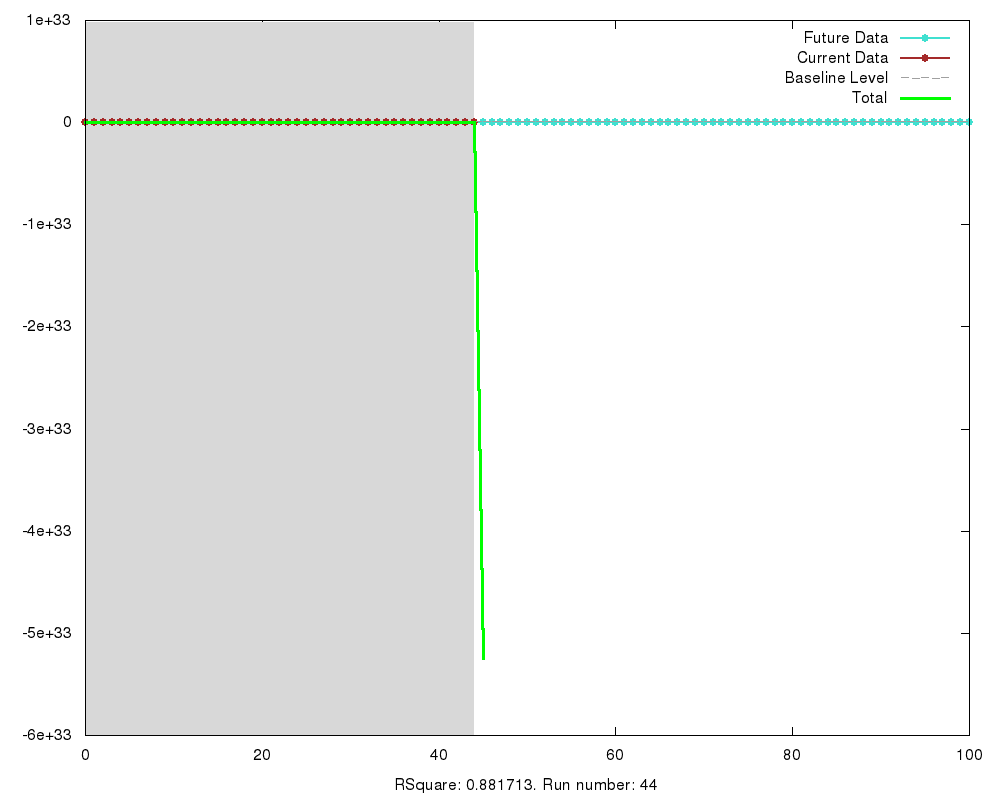 1e+33
0
-1e+33
-2e+33
-3e+33
-4e+33
-5e+33
-6e+33
Future Data
Current Data
Baseline Level
Total
0 20 40 60 80 100
RSquare: 0.881713. Run number: 44